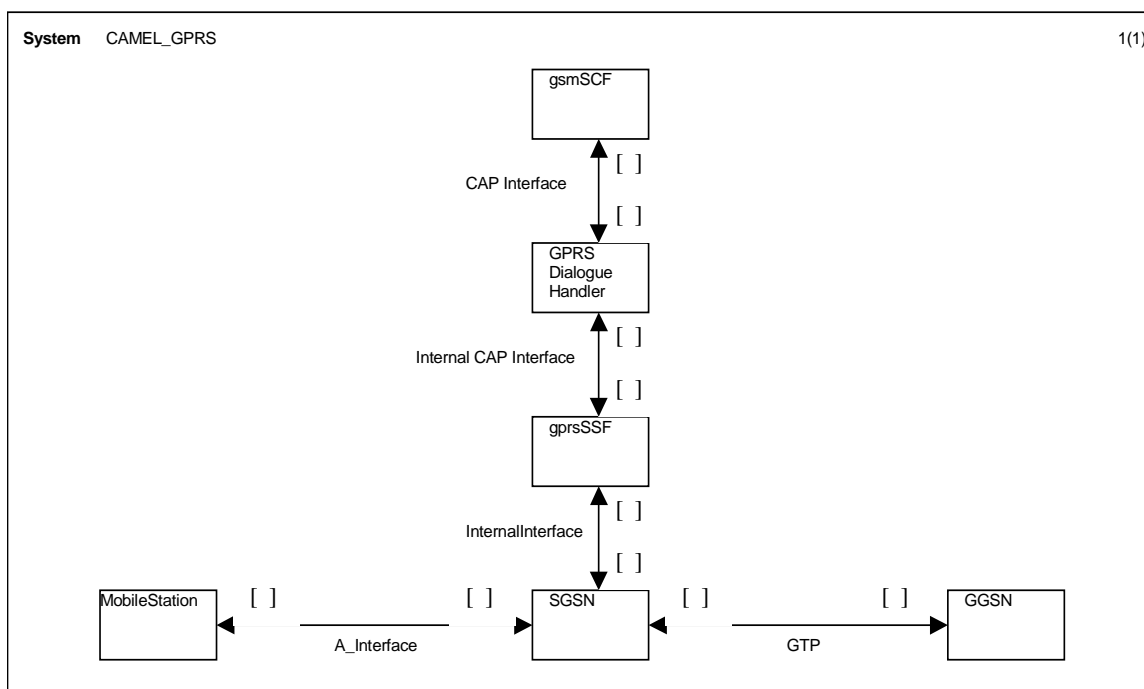 System CAMEL_GPRS 1(1)
gsmSCF
[ ]
CAP Interface
[ ]
GPRS
Dialogue
Handler
[ ]
Internal CAP Interface
[ ]
gprsSSF
[ ]
InternalInterface
[ ]
MobileStation [ ] [ ] SGSN [ ] [ ] GGSN
A_Interface GTP